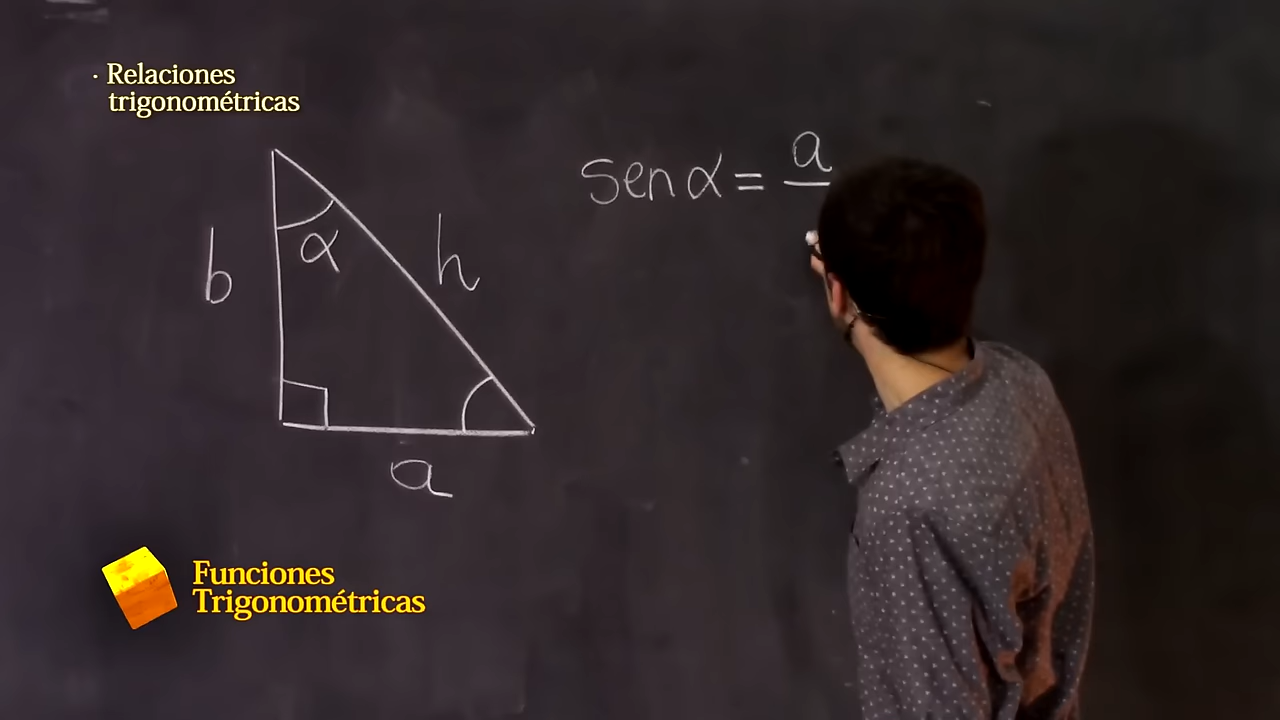 · Relaciones
trigonométricas
sen α = a
b
α
h
a
Funciones
Trigonométricas